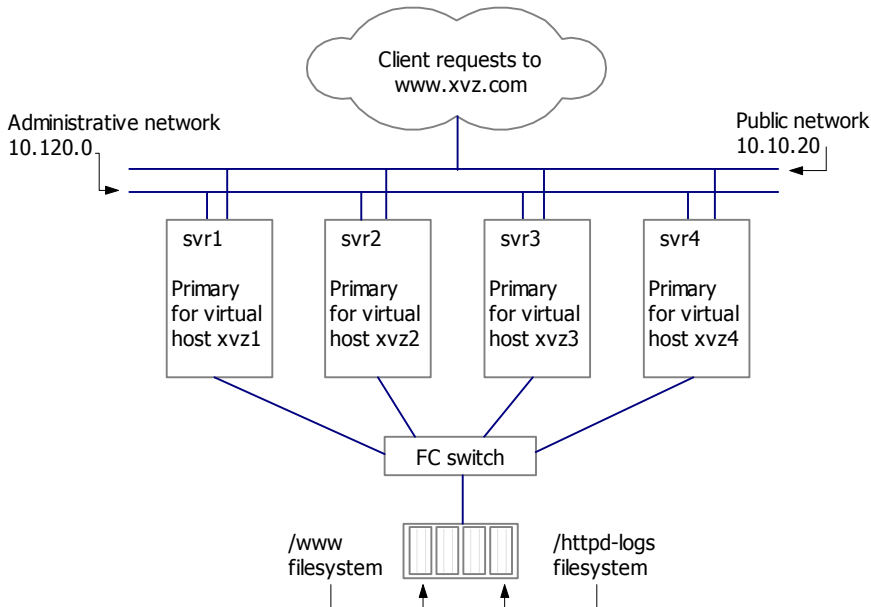 Client requests to
www.xvz.com
Administrative network
10.120.0
Public network
10.10.20
svr1
Primary
for virtual
host xvz1
svr2
Primary
for virtual
host xvz2
svr3
Primary
for virtual
host xvz3
svr4
Primary
for virtual
host xvz4
FC switch
/www
filesystem
/httpd-logs
filesystem